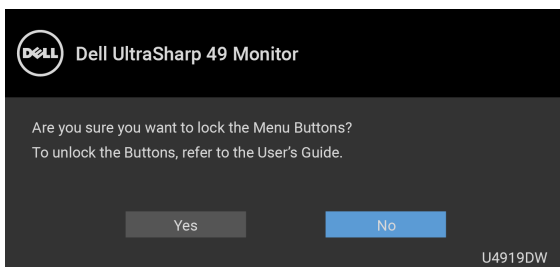 DELL
Dell UltraSharp 49 Monitor
Are you sure you want to lock the Menu Buttons?
To unlock the Buttons, refer to the User's Guide.
Yes
No
U4919DW